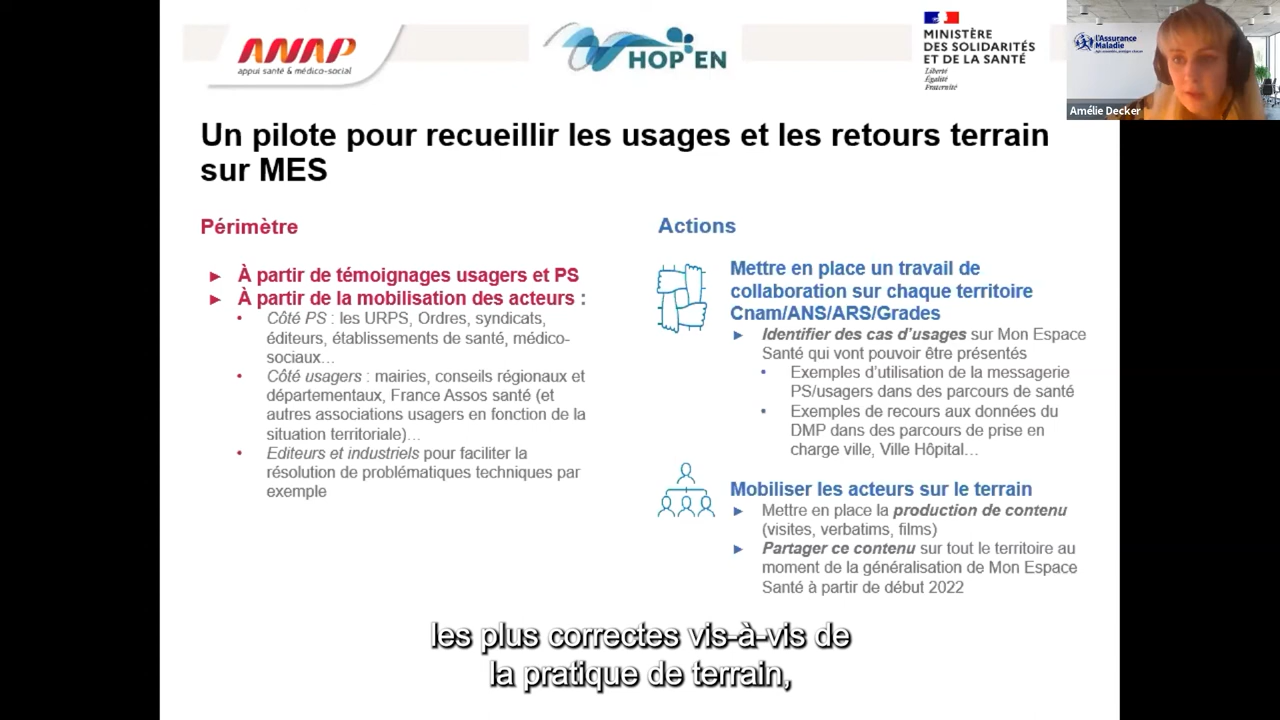 ANAP
appui santé & médico-social
HOP'EN
MINISTÈRE
DES SOLIDARITÉS
ET DE LA SANTÉ
Liberté
Égalité
Fraternité
l'Assurance
Maladie
Amélie Decker
Un pilote pour recueillir les usages et les retours terrain
sur MES
Périmètre
► À partir de témoignages usagers et PS
► À partir de la mobilisation des acteurs :
• Côté PS : les URPS, Ordres, syndicats,
éditeurs, établissements de santé, médico-
sociaux…
• Côté usagers : mairies, conseils régionaux et
départementaux, France Assos santé (et
autres associations usagers en fonction de la
situation territoriale)…
• Editeurs et industriels pour faciliter la
résolution de problématiques techniques par
exemple
Actions
Mettre en place un travail de
collaboration sur chaque territoire
Cnam/ANS/ARS/Grades
► Identifier des cas d'usages sur Mon Espace
Santé qui vont pouvoir être présentés
• Exemples d'utilisation de la messagerie
PS/usagers dans des parcours de santé
• Exemples de recours aux données du
DMP dans des parcours de prise en
charge ville, Ville Hôpital…
Mobiliser les acteurs sur le terrain
► Mettre en place la production de contenu
(visites, verbatims, films)
► Partager ce contenu sur tout le territoire au
moment de la généralisation de Mon Espace
Santé à partir de début 2022
les plus correctes vis-à-vis de
la pratique de terrain,